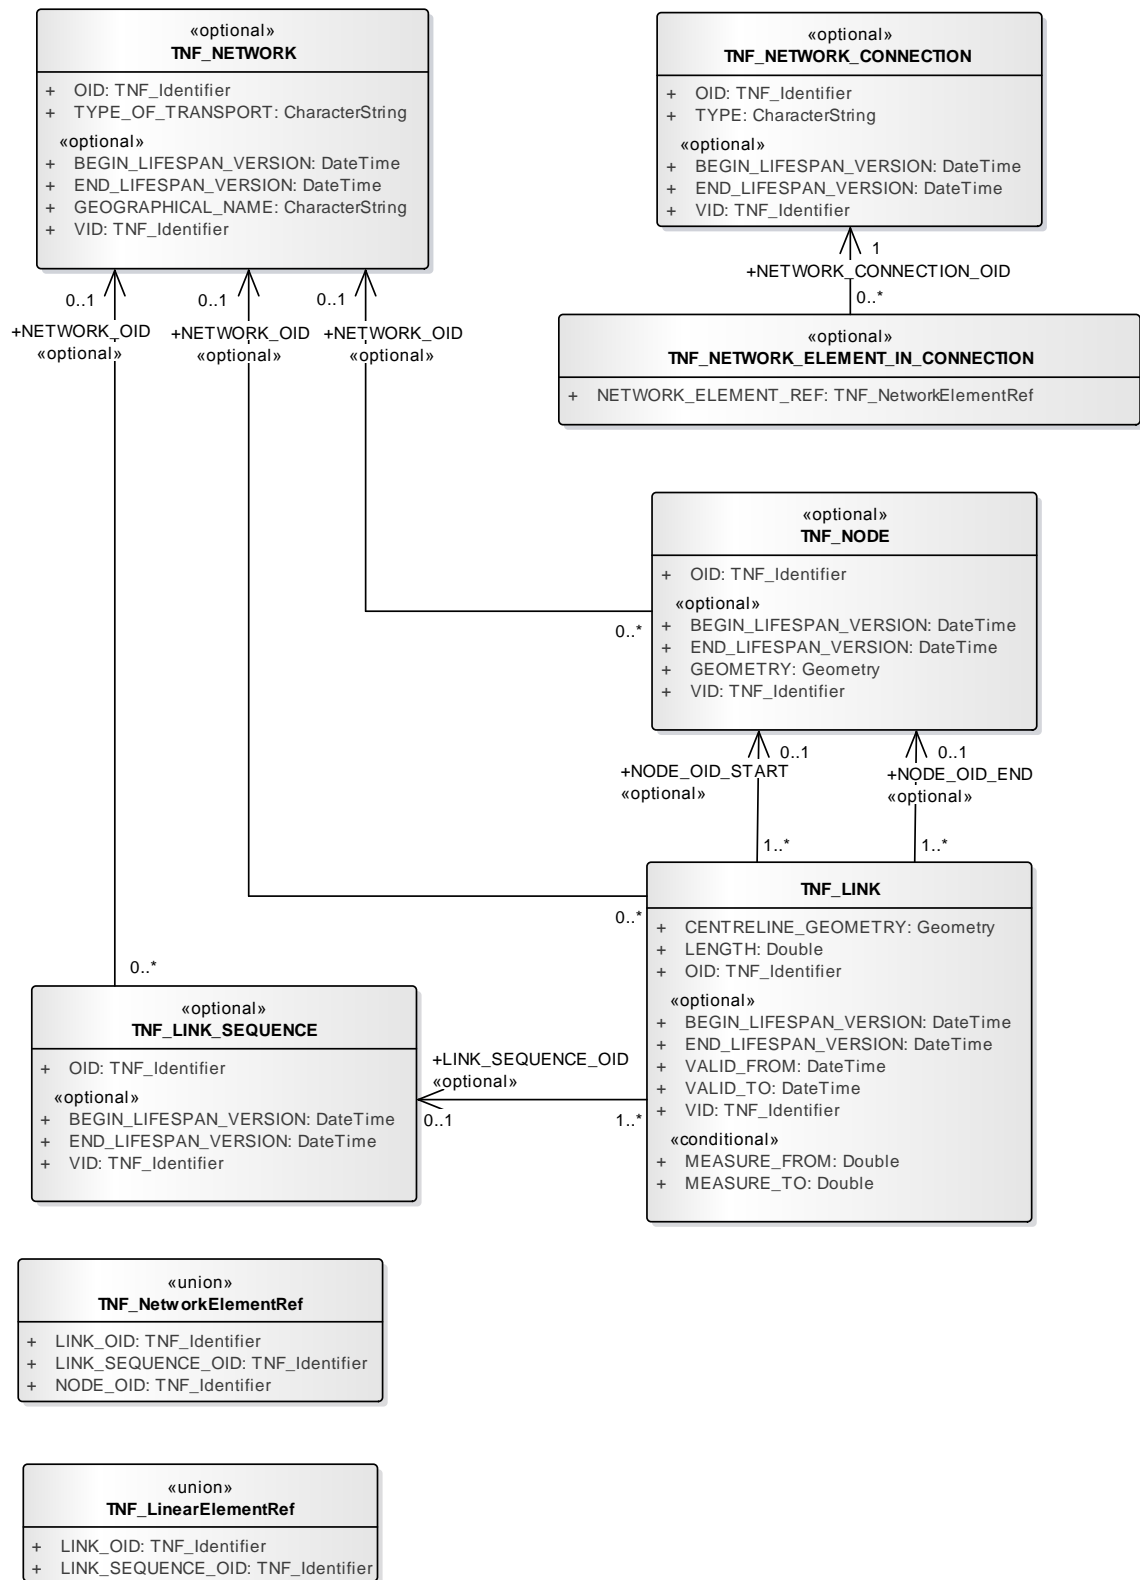 «optional»
TNF_NETWORK
+ OID: TNF_Identifier
+ TYPE_OF_TRANSPORT: CharacterString
«optional»
+ BEGIN_LIFESPAN_VERSION: DateTime
+ END_LIFESPAN_VERSION: DateTime
+ GEOGRAPHICAL_NAME: CharacterString
+ VID: TNF_Identifier
«optional»
TNF_NETWORK_CONNECTION
+ OID: TNF_Identifier
+ TYPE: CharacterString
«optional»
+ BEGIN_LIFESPAN_VERSION: DateTime
+ END_LIFESPAN_VERSION: DateTime
+ VID: TNF_Identifier
1
+NETWORK_CONNECTION_OID
0..*
0..1
+NETWORK_OID
«optional»
0..1
+NETWORK_OID
«optional»
0..1
+NETWORK_OID
«optional»
«optional»
TNF_NETWORK_ELEMENT_IN_CONNECTION
+ NETWORK_ELEMENT_REF: TNF_NetworkElementRef
«optional»
TNF_NODE
+ OID: TNF_Identifier
«optional»
+ BEGIN_LIFESPAN_VERSION: DateTime
+ END_LIFESPAN_VERSION: DateTime
+ GEOMETRY: Geometry
+ VID: TNF_Identifier
0..*
0..1
+NODE_OID_START
«optional»
1..*
0..1
+NODE_OID_END
«optional»
1..*
TNF_LINK
+ CENTRELINE_GEOMETRY: Geometry
+ LENGTH: Double
+ OID: TNF_Identifier
«optional»
+ BEGIN_LIFESPAN_VERSION: DateTime
+ END_LIFESPAN_VERSION: DateTime
+ VALID_FROM: DateTime
+ VALID_TO: DateTime
+ VID: TNF_Identifier
«conditional»
+ MEASURE_FROM: Double
+ MEASURE_TO: Double
0..*
0..*
«optional»
TNF_LINK_SEQUENCE
+ OID: TNF_Identifier
«optional»
+ BEGIN_LIFESPAN_VERSION: DateTime
+ END_LIFESPAN_VERSION: DateTime
+ VID: TNF_Identifier
+LINK_SEQUENCE_OID
«optional»
0..1
1..*
«union»
TNF_NetworkElementRef
+ LINK_OID: TNF_Identifier
+ LINK_SEQUENCE_OID: TNF_Identifier
+ NODE_OID: TNF_Identifier
«union»
TNF_LinearElementRef
+ LINK_OID: TNF_Identifier
+ LINK_SEQUENCE_OID: TNF_Identifier